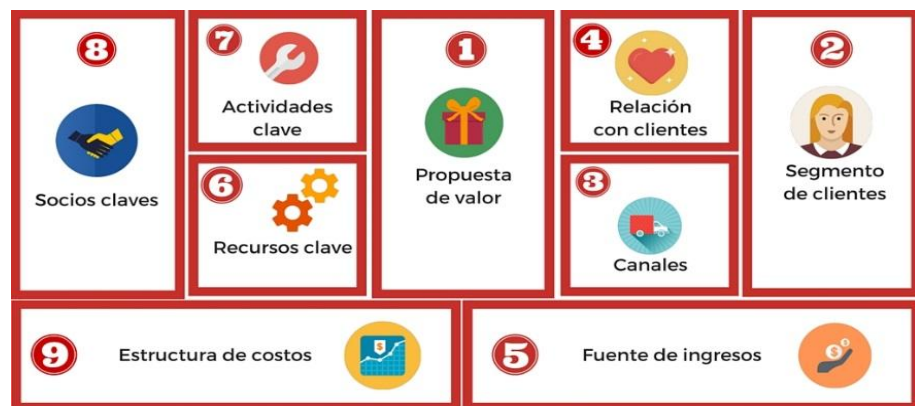 8
Socios claves
7
Actividades
clave
6
Recursos clave
1
Propuesta
de valor
4
Relación
con clientes
3
Canales
2
Segmento
de clientes
9
Estructura de costos
$
5
Fuente de ingresos
$
$